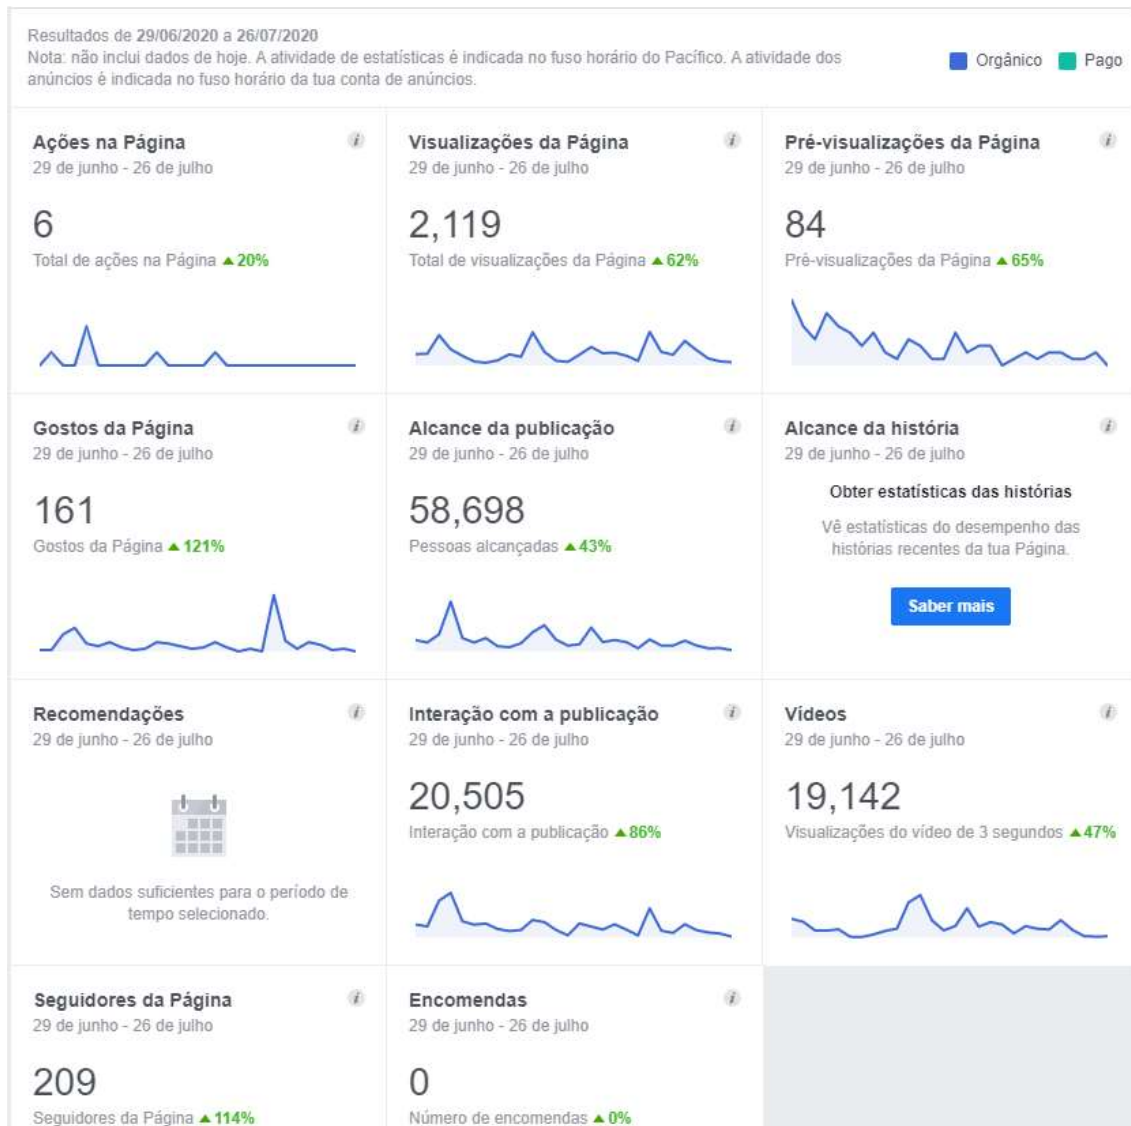 Resultados de 29/06/2020 a 26/07/2020
Nota: não inclui dados de hoje. A atividade de estatísticas é indicada no fuso horário do Pacífico. A atividade dos
anúncios é indicada no fuso horário da tua conta de anúncios.
Orgânico
Pago
Ações na Página
29 de junho - 26 de julho
6
Total de ações na Página ▲ 20%
Visualizações da Página
29 de junho - 26 de julho
2,119
Total de visualizações da Página ▲ 62%
Pré-visualizações da Página
29 de junho - 26 de julho
84
Pré-visualizações da Página ▲ 65%
Gostos da Página
29 de junho - 26 de julho
161
Gostos da Página ▲ 121%
Alcance da publicação
29 de junho - 26 de julho
58,698
Pessoas alcançadas ▲ 43%
Alcance da história
29 de junho - 26 de julho
Obter estatísticas das histórias
Vê estatísticas do desempenho das
histórias recentes da tua Página.
Saber mais
Recomendações
29 de junho - 26 de julho
Sem dados suficientes para o período de
tempo selecionado.
Interação com a publicação
29 de junho - 26 de julho
20,505
Interação com a publicação ▲ 86%
Vídeos
29 de junho - 26 de julho
19,142
Visualizações do vídeo de 3 segundos ▲ 47%
Seguidores da Página
29 de junho - 26 de julho
209
Seguidores da Página ▲ 114%
Encomendas
29 de junho - 26 de julho
0
Número de encomendas ▲ 0%